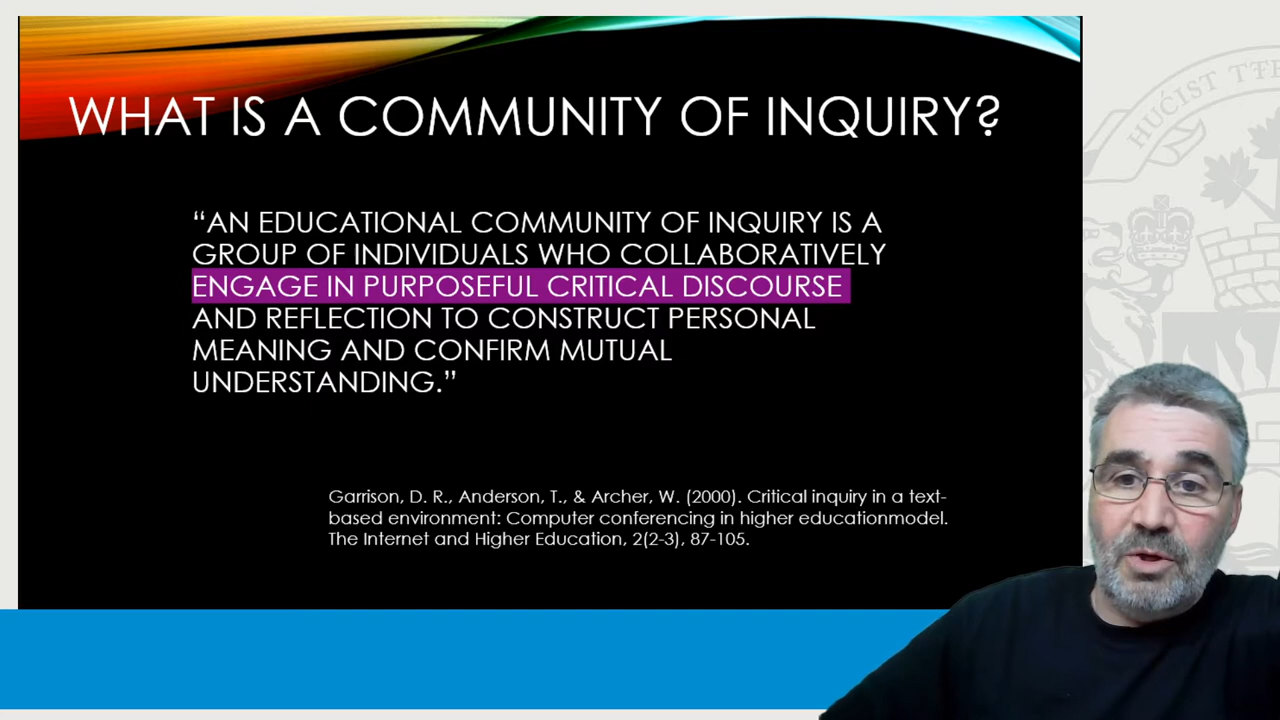 WHAT IS A COMMUNITY OF INQUIRY?
“AN EDUCATIONAL COMMUNITY OF INQUIRY IS A
GROUP OF INDIVIDUALS WHO COLLABORATIVELY
ENGAGE IN PURPOSEFUL CRITICAL DISCOURSE
AND REFLECTION TO CONSTRUCT PERSONAL
MEANING AND CONFIRM MUTUAL
UNDERSTANDING.”
Garrison, D. R., Anderson, T., & Archer, W. (2000). Critical inquiry in a text-
based environment: Computer conferencing in higher educationmodel.
The Internet and Higher Education, 2(2-3), 87-105.